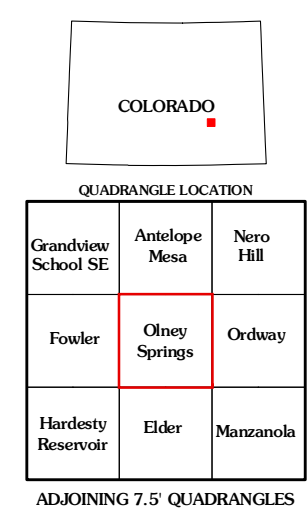 COLORADO
QUADRANGLE LOCATION
Grandview
School SE
Antelope
Mesa
Nero
Hill
Fowler
Olney
Springs
Ordway
Hardesty
Reservoir
Elder
Manzanola
ADJOINING 7.5' QUADRANGLES